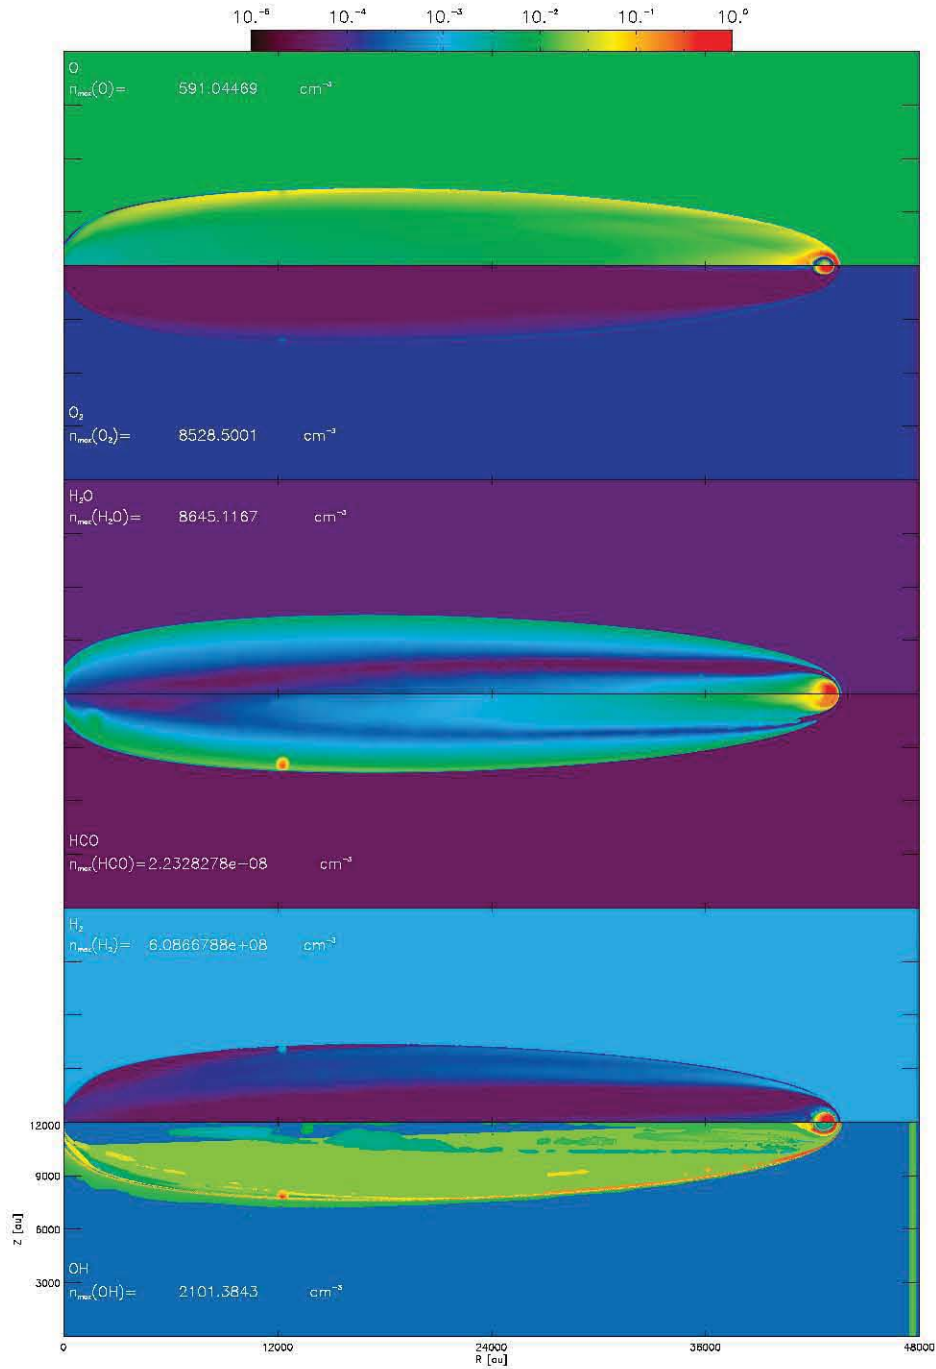 10.⁻⁵ 10.⁻⁴ 10.⁻³ 10.⁻² 10.⁻¹ 10.⁰
O
nₘₐₓ(O)= 591.04469 cm⁻³
O₂
nₘₐₓ(O₂)= 8528.5001 cm⁻³
H₂O
nₘₐₓ(H₂O)= 8645.1167 cm⁻³
HCO
nₘₐₓ(HCO)=2.2328278e−08 cm⁻³
H₂
nₘₐₓ(H₂)= 6.0866788e+08 cm⁻³
12000
9000
6000
3000
Z [au]
OH
nₘₐₓ(OH)= 2101.3843 cm⁻³
0 12000 24000 36000 48000
R [au]